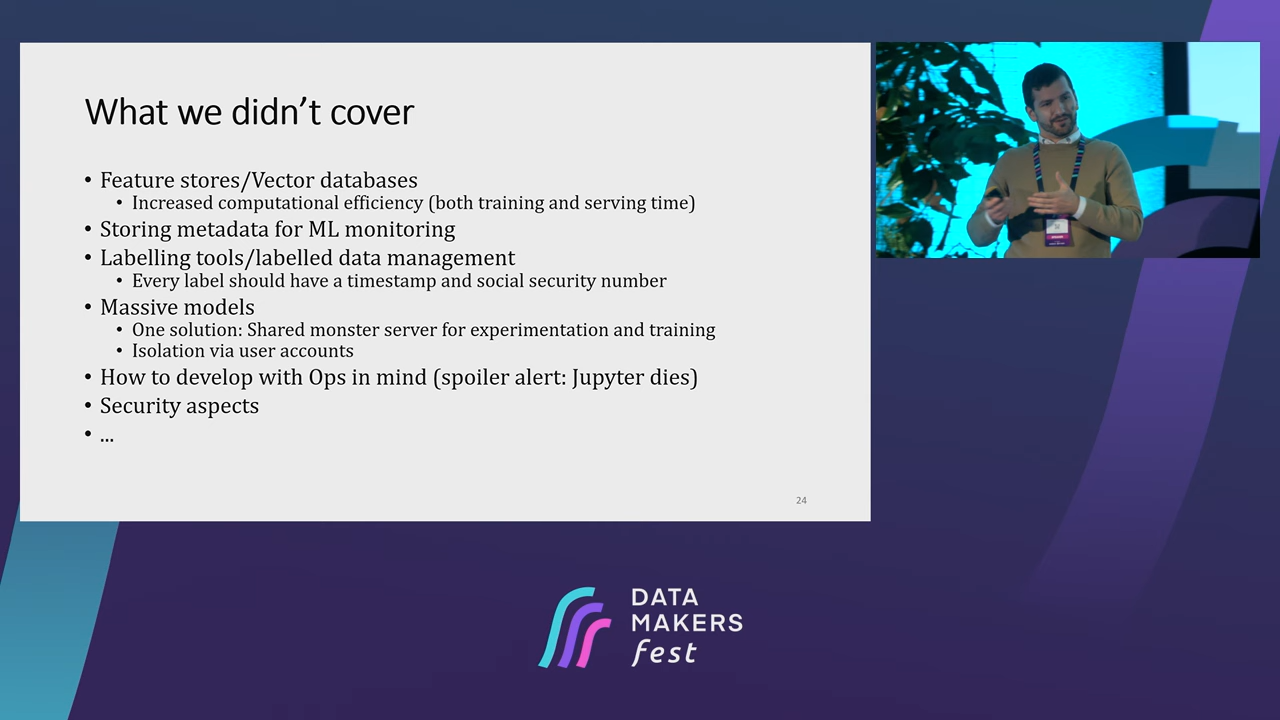 What we didn't cover
• Feature stores/Vector databases
• Increased computational efficiency (both training and serving time)
• Storing metadata for ML monitoring
• Labelling tools/labelled data management
• Every label should have a timestamp and social security number
• Massive models
• One solution: Shared monster server for experimentation and training
• Isolation via user accounts
• How to develop with Ops in mind (spoiler alert: Jupyter dies)
• Security aspects
• ...
24
DATA
MAKERS
fest